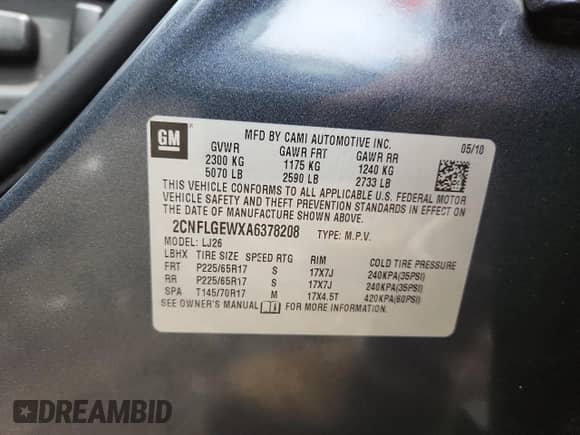 GM
MFD BY CAMI AUTOMOTIVE INC.
05/10
GVWR GAWR FRT GAWR RR
2300 KG 1175 KG 1240 KG
5070 LB 2590 LB 2733 LB
THIS VEHICLE CONFORMS TO ALL APPLICABLE U.S. FEDERAL MOTOR
VEHICLE SAFETY AND THEFT PREVENTION STANDARDS IN EFFECT ON
THE DATE OF MANUFACTURE SHOWN ABOVE.
2CNFLGEWXA6378208 TYPE: M.P.V.
MODEL: LJ26
LBHX TIRE SIZE SPEED RTG RIM COLD TIRE PRESSURE
FRT P225/65R17 S 17X7J 240KPA(35PSI)
RR P225/65R17 S 17X7J 240KPA(35PSI)
SPA T145/70R17 M 17X4.5T 420KPA(60PSI)
SEE OWNER'S MANUAL FOR MORE INFORMATION.
DREAMBID